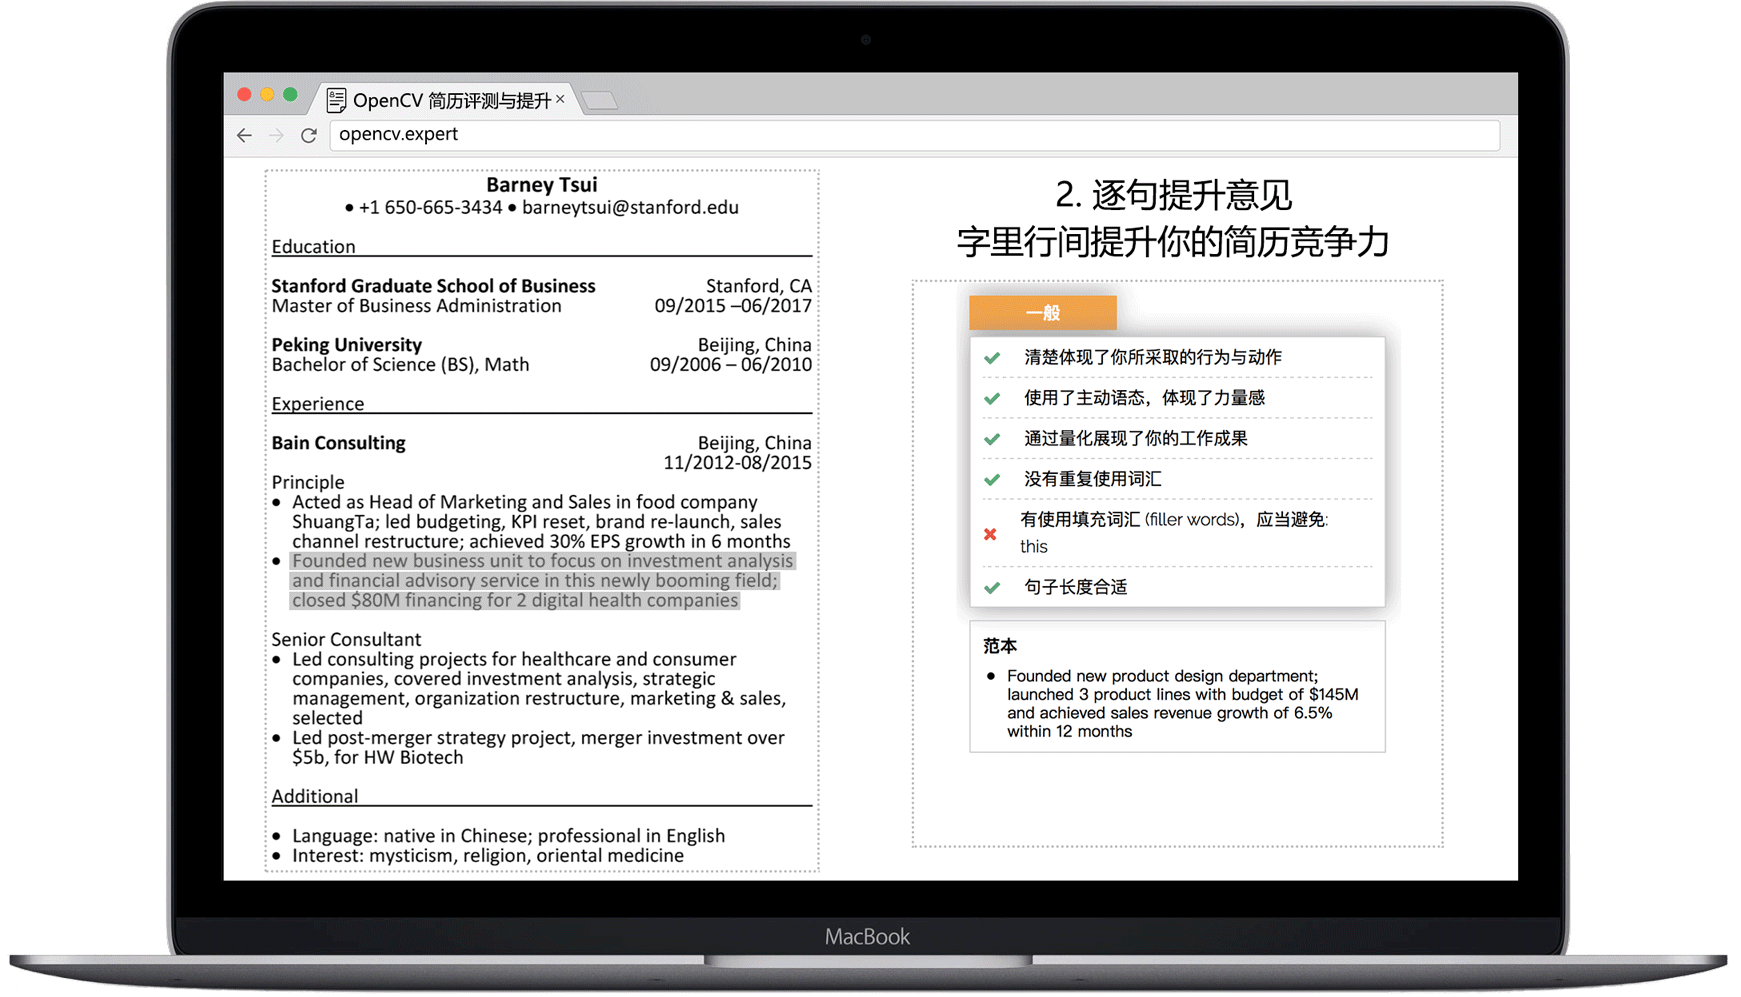 OpenCV 简历评测与提升 ×
opencv.expert
Barney Tsui
● +1 650-665-3434 ● barneytsui@stanford.edu
Education
Stanford Graduate School of Business Stanford, CA
Master of Business Administration 09/2015 –06/2017
Peking University Beijing, China
Bachelor of Science (BS), Math 09/2006 – 06/2010
Experience
Bain Consulting Beijing, China
11/2012-08/2015
Principle
● Acted as Head of Marketing and Sales in food company
ShuangTa; led budgeting, KPI reset, brand re-launch, sales
channel restructure; achieved 30% EPS growth in 6 months
● Founded new business unit to focus on investment analysis
and financial advisory service in this newly booming field;
closed $80M financing for 2 digital health companies
Senior Consultant
● Led consulting projects for healthcare and consumer
companies, covered investment analysis, strategic
management, organization restructure, marketing & sales,
selected
● Led post-merger strategy project, merger investment over
$5b, for HW Biotech
Additional
● Language: native in Chinese; professional in English
● Interest: mysticism, religion, oriental medicine
2. 逐句提升意见
字里行间提升你的简历竞争力
一般
清楚体现了你所采取的行为与动作
使用了主动语态，体现了力量感
通过量化展现了你的工作成果
没有重复使用词汇
有使用填充词汇 (filler words)，应当避免:
this
句子长度合适
范本
● Founded new product design department;
launched 3 product lines with budget of $145M
and achieved sales revenue growth of 6.5%
within 12 months
MacBook